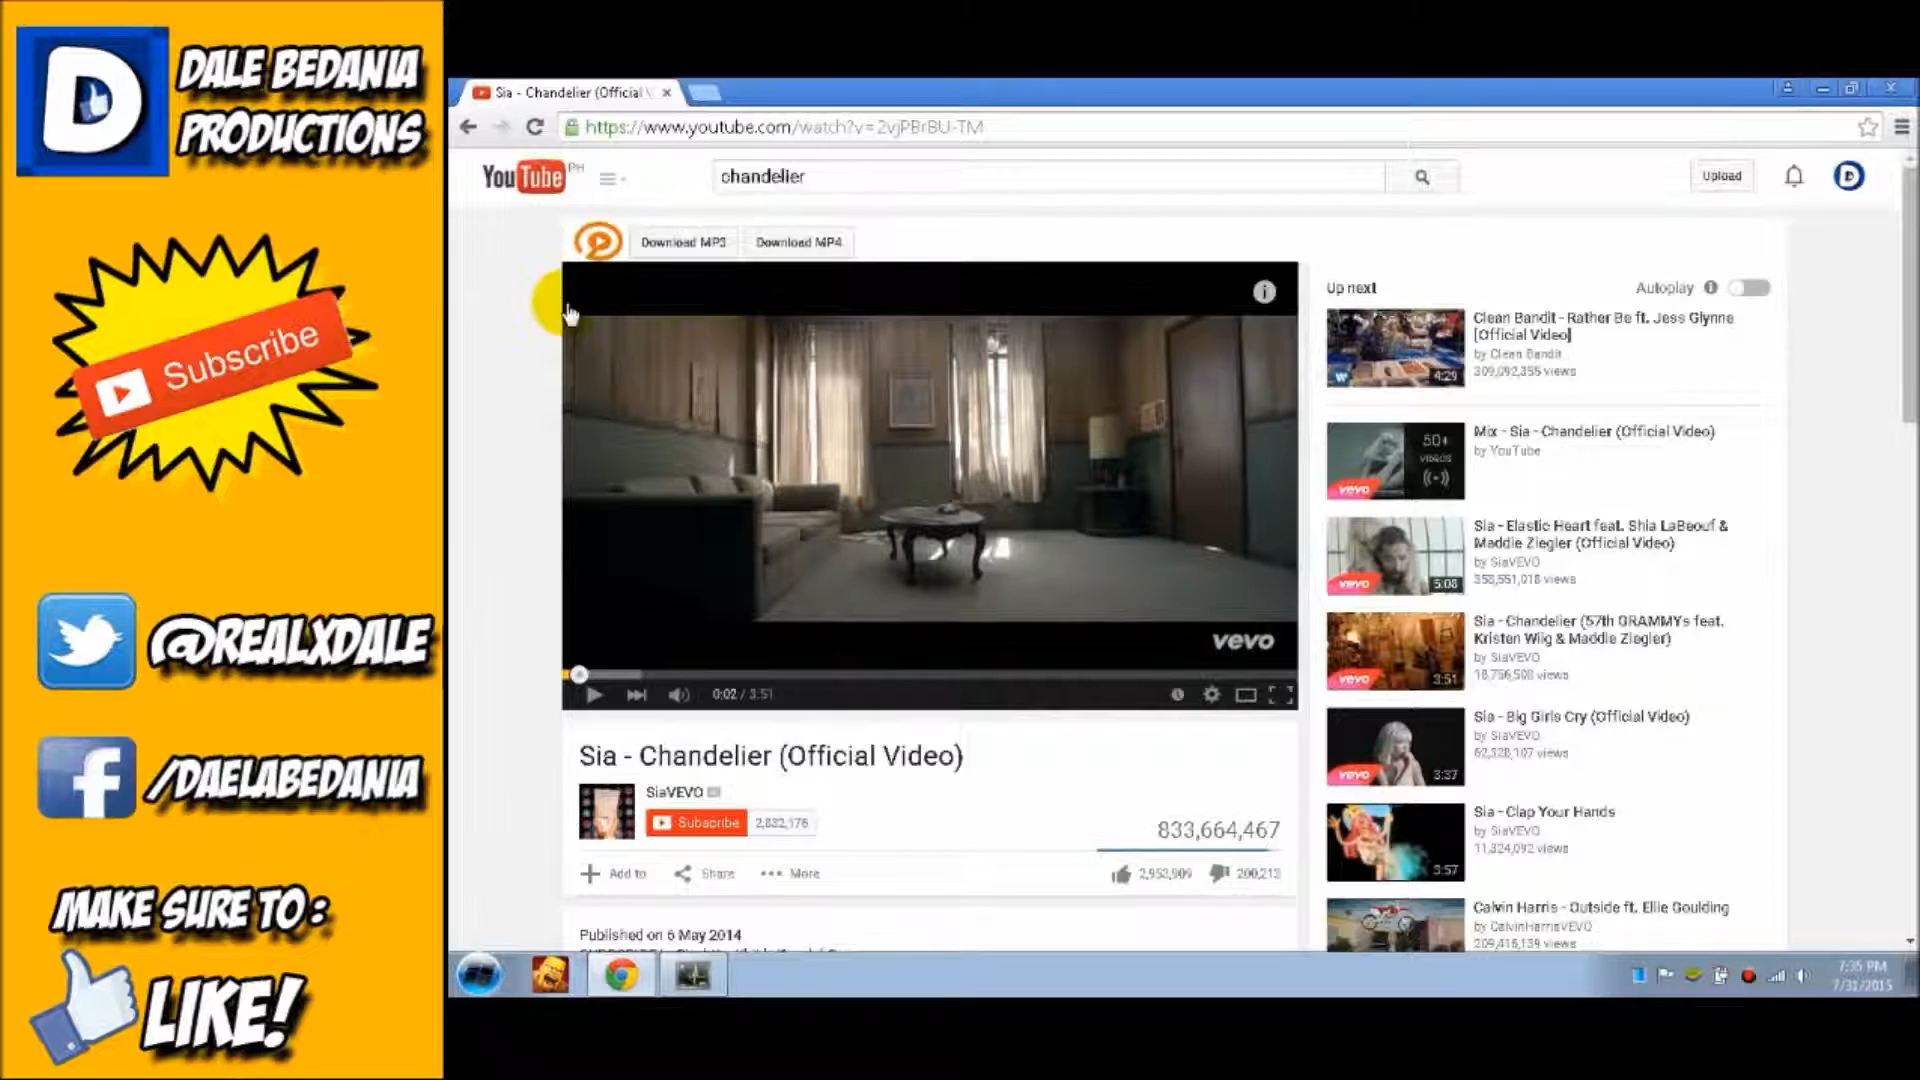 DALE BEDANIA
PRODUCTIONS
Subscribe
@REALXDALE
/DAELABEDANIA
MAKE SURE TO:
LIKE!
Sia - Chandelier (Official
https://www.youtube.com/watch?v=2vjPBrBU-TM
YouTube PH
chandelier
Upload
Download MP3
Download MP4
vevo
0:02 / 3:51
Sia - Chandelier (Official Video)
SiaVEVO
Subscribe 2,832,176
833,664,467
Add to
Share
More
2,953,909
200,213
Published on 6 May 2014
Up next
Autoplay
Clean Bandit - Rather Be ft. Jess Glynne
[Official Video]
by Clean Bandit
309,092,355 views
4:29
Mix - Sia - Chandelier (Official Video)
by YouTube
50+
VIDEOS
vevo
Sia - Elastic Heart feat. Shia LaBeouf &
Maddie Ziegler (Official Video)
by SiaVEVO
358,551,018 views
vevo
5:08
Sia - Chandelier (57th GRAMMYs feat.
Kristen Wiig & Maddie Ziegler)
by SiaVEVO
18,756,508 views
vevo
3:51
Sia - Big Girls Cry (Official Video)
by SiaVEVO
62,328,107 views
vevo
3:37
Sia - Clap Your Hands
by SiaVEVO
11,324,092 views
3:57
Calvin Harris - Outside ft. Ellie Goulding
by CalvinHarrisVEVO
209,416,139 views
7:35 PM
7/31/2015